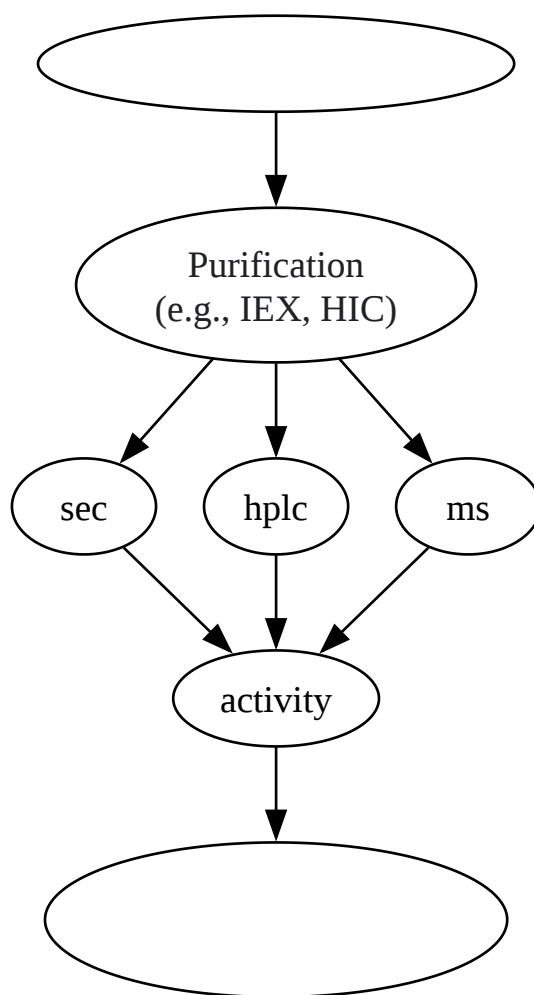 Purification
(e.g., IEX, HIC)
sec
hplc
ms
activity